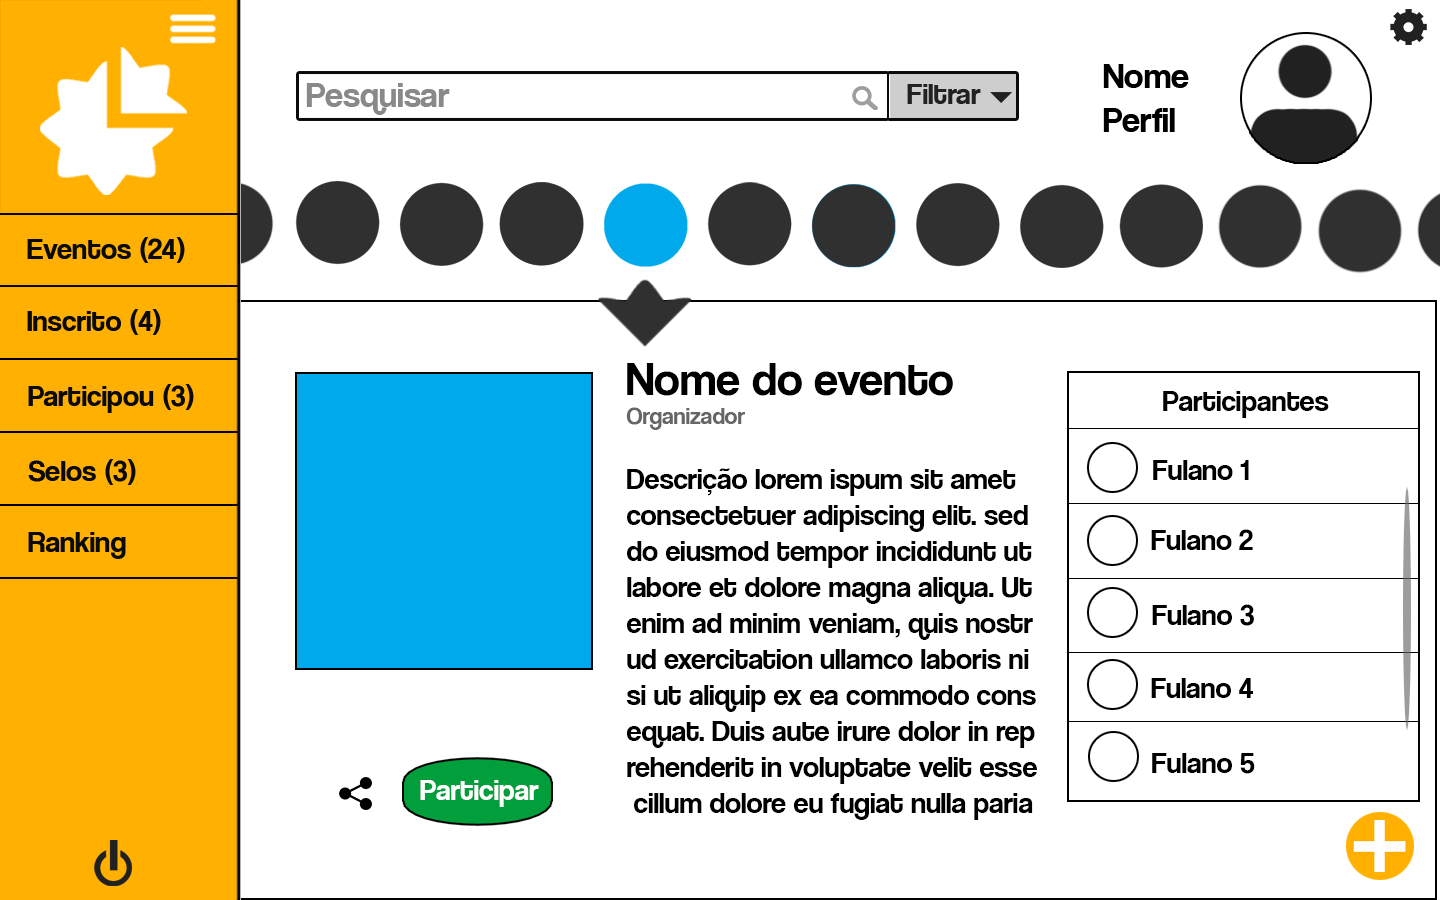 Pesquisar
Filtrar
Nome
Perfil
Eventos (24)
Inscrito (4)
Participou (3)
Selos (3)
Ranking
Nome do evento
Organizador
Descrição lorem ispum sit amet
consectetuer adipiscing elit. sed
do eiusmod tempor incididunt ut
labore et dolore magna aliqua. Ut
enim ad minim veniam, quis nostr
ud exercitation ullamco laboris ni
si ut aliquip ex ea commodo cons
equat. Duis aute irure dolor in rep
rehenderit in voluptate velit esse
cillum dolore eu fugiat nulla paria
Participar
Participantes
Fulano 1
Fulano 2
Fulano 3
Fulano 4
Fulano 5